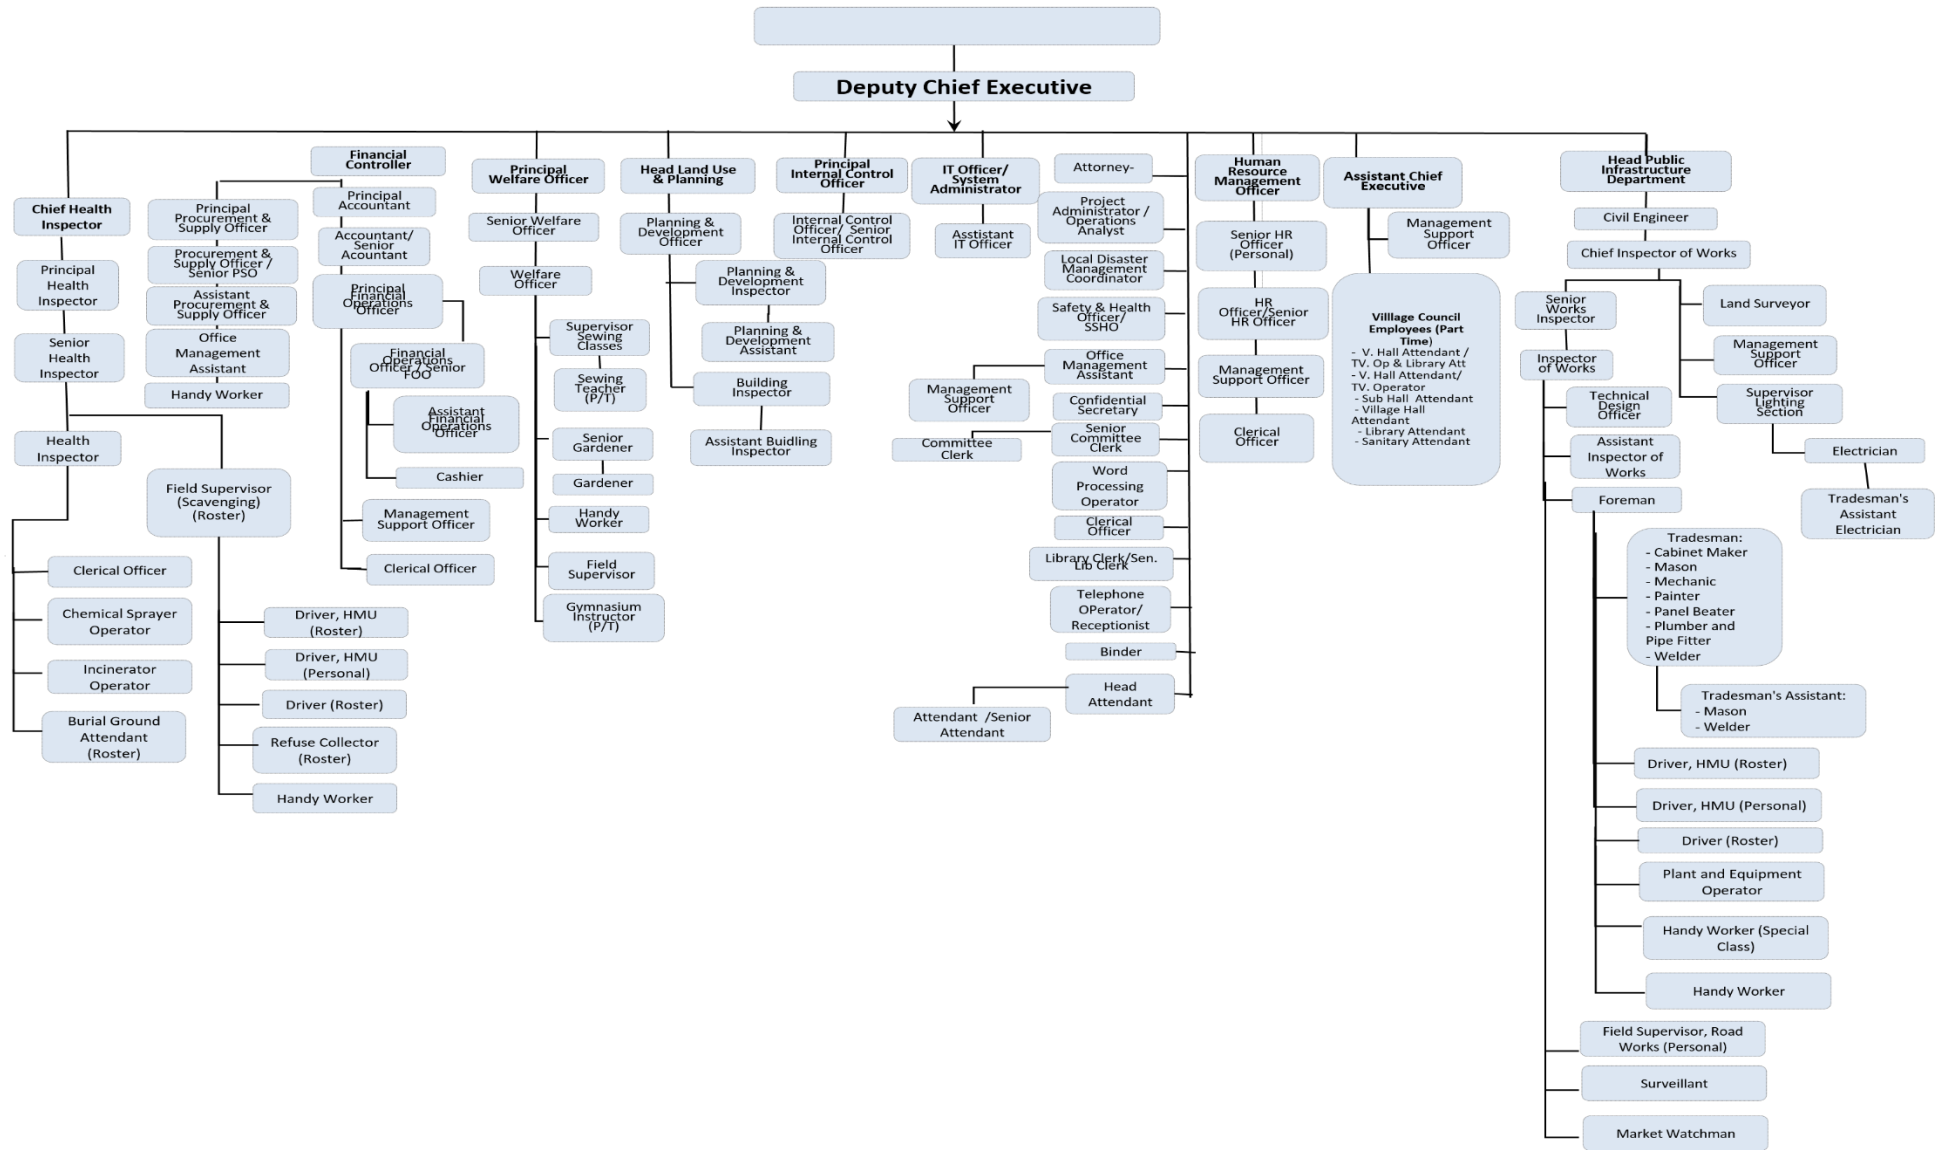 Deputy Chief Executive
Chief Health
Inspector
Principal
Health
Inspector
Senior
Health
Inspector
Health
Inspector
Clerical Officer
Chemical Sprayer
Operator
Incinerator
Operator
Burial Ground
Attendant
(Roster)
Field Supervisor
(Scavenging)
(Roster)
Driver, HMU
(Roster)
Driver, HMU
(Personal)
Driver (Roster)
Refuse Collector
(Roster)
Handy Worker
Financial
Controller
Principal
Procurement &
Supply Officer
Procurement &
Supply Officer /
Senior PSO
Assistant
Procurement &
Supply Officer
Office
Management
Assistant
Handy Worker
Principal
Accountant
Accountant/
Senior
Acountant
Principal
Financial
Operations
Officer
Financial
Operations
Officer / Senior
FOO
Assistant
Financial
Operations
Officer
Cashier
Management
Support Officer
Clerical Officer
Principal
Welfare Officer
Senior Welfare
Officer
Welfare
Officer
Supervisor
Sewing
Classes
Sewing
Teacher
(P/T)
Senior
Gardener
Gardener
Handy
Worker
Field
Supervisor
Gymnasium
Instructor
(P/T)
Head Land Use
& Planning
Planning &
Development
Officer
Planning &
Development
Inspector
Planning &
Development
Assistant
Building
Inspector
Assistant Buidling
Inspector
Principal
Internal Control
Officer
Internal Control
Officer/ Senior
Internal Control
Officer
IT Officer/
System
Administrator
Asstistant
IT Officer
Attorney-
Project
Administrator /
Operations
Analyst
Local Disaster
Management
Coordinator
Safety & Health
Officer/
SSHO
Office
Management
Assistant
Management
Support
Officer
Confidential
Secretary
Senior
Committee
Clerk
Committee
Clerk
Word
Processing
Operator
Clerical
Officer
Library Clerk/Sen.
Lib Clerk
Telephone
OPerator/
Receptionist
Binder
Head
Attendant
Attendant /Senior
Attendant
Human
Resource
Management
Officer
Senior HR
Officer
(Personal)
HR
Officer/Senior
HR Officer
Management
Support Officer
Clerical
Officer
Assistant Chief
Executive
Management
Support
Officer
Villlage Council
Employees (Part
Time)
- V. Hall Attendant /
TV. Op & Library Att
- V. Hall Attendant/
TV. Operator
- Sub Hall Attendant
- Village Hall
Attendant
- Library Attendant
- Sanitary Attendant
Head Public
Infrastructure
Department
Civil Engineer
Chief Inspector of Works
Senior
Works
Inspector
Inspector
of Works
Technical
Design
Officer
Assistant
Inspector of
Works
Foreman
Land Surveyor
Management
Support
Officer
Supervisor
Lighting
Section
Electrician
Tradesman's
Assistant
Electrician
Tradesman:
- Cabinet Maker
- Mason
- Mechanic
- Painter
- Panel Beater
- Plumber and
Pipe Fitter
- Welder
Tradesman's Assistant:
- Mason
- Welder
Driver, HMU (Roster)
Driver, HMU (Personal)
Driver (Roster)
Plant and Equipment
Operator
Handy Worker (Special
Class)
Handy Worker
Field Supervisor, Road
Works (Personal)
Surveillant
Market Watchman